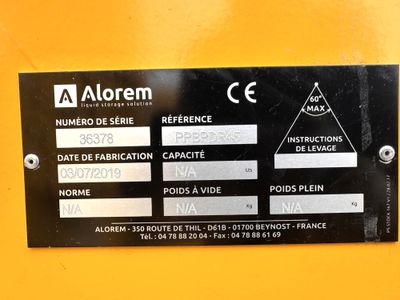 Alorem
liquid storage solution
CE
60°
MAX
NUMÉRO DE SÉRIE
RÉFÉRENCE
36378
INSTRUCTIONS
DE LEVAGE
DATE DE FABRICATION
CAPACITÉ
03/07/2019
N/A Lts
NORME
POIDS À VIDE
POIDS PLEIN
N/A
N/A Kg
N/A Kg
ALOREM - 350 ROUTE DE THIL - D61B - 01700 BEYNOST - FRANCE
Tél. : 04 78 88 20 04 - Fax : 04 78 88 61 69